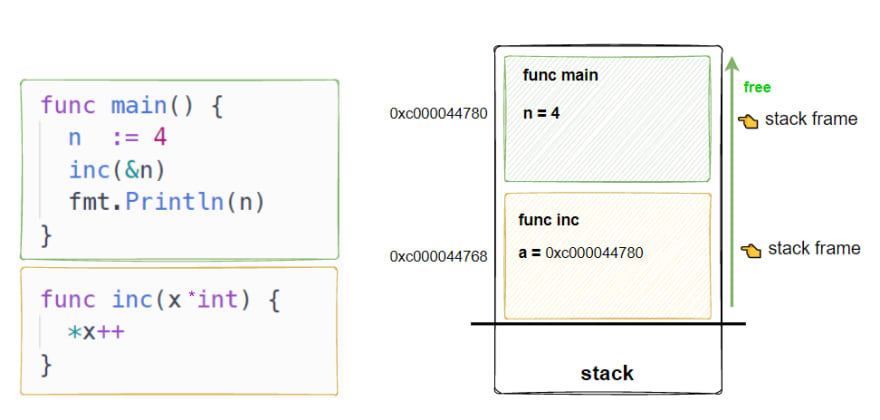 func main() {
n := 4
inc(&n)
fmt.Println(n)
}
func inc(x *int) {
*x++
}
func main
n = 4
0xc000044780
free
stack frame
func inc
a = 0xc000044780
0xc000044768
stack frame
stack